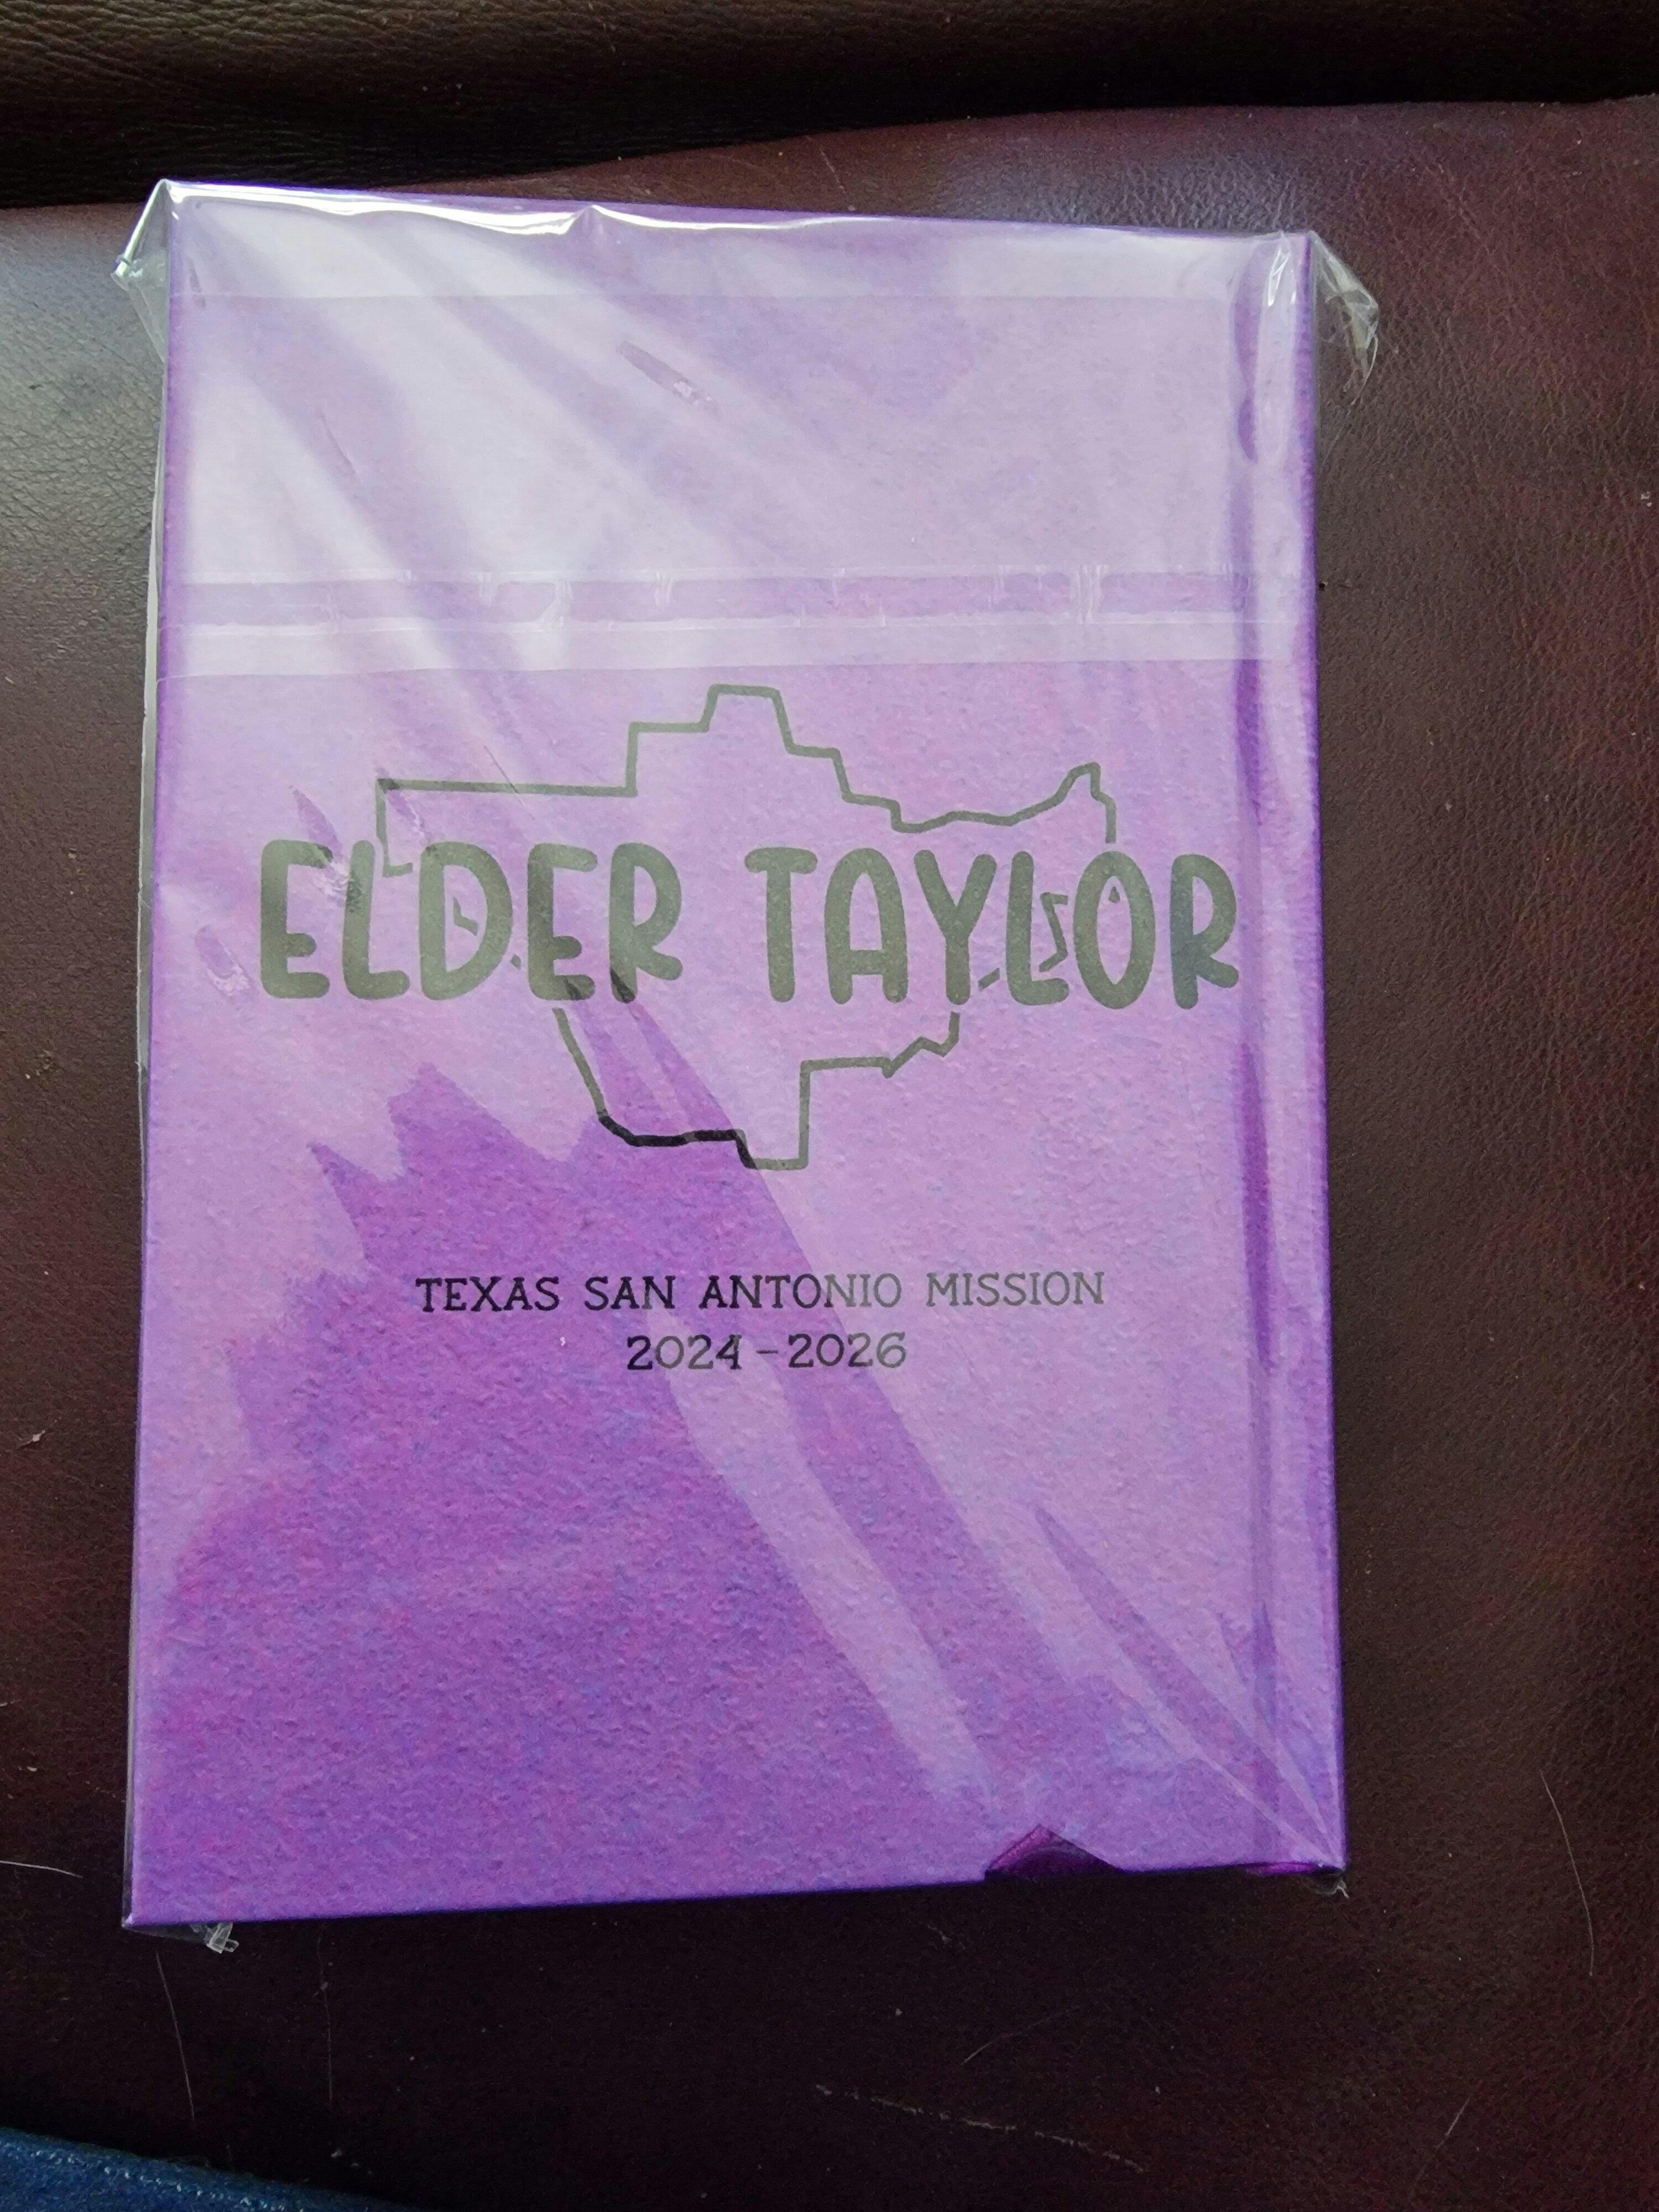 ELDER TAYLOR
TEXAS SAN ANTONIO MISSION
2024-2026